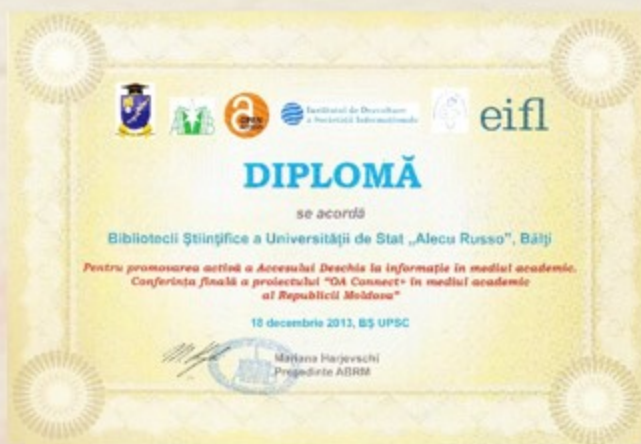 a OPEN
Institutul de Dezvoltare
a Societății Informaționale
eifl
DIPLOMĂ
se acordă
Bibliotecii Științifice a Universității de Stat „Alecu Russo”, Bălți
Pentru promovarea activă a Accesului Deschis la informație în mediul academic.
Conferința finală a proiectului "OA Connect+ în mediul academic
al Republicii Moldova"
18 decembrie 2013, BȘ UPSC
Mariana Harjevschi
Președinte ABRM